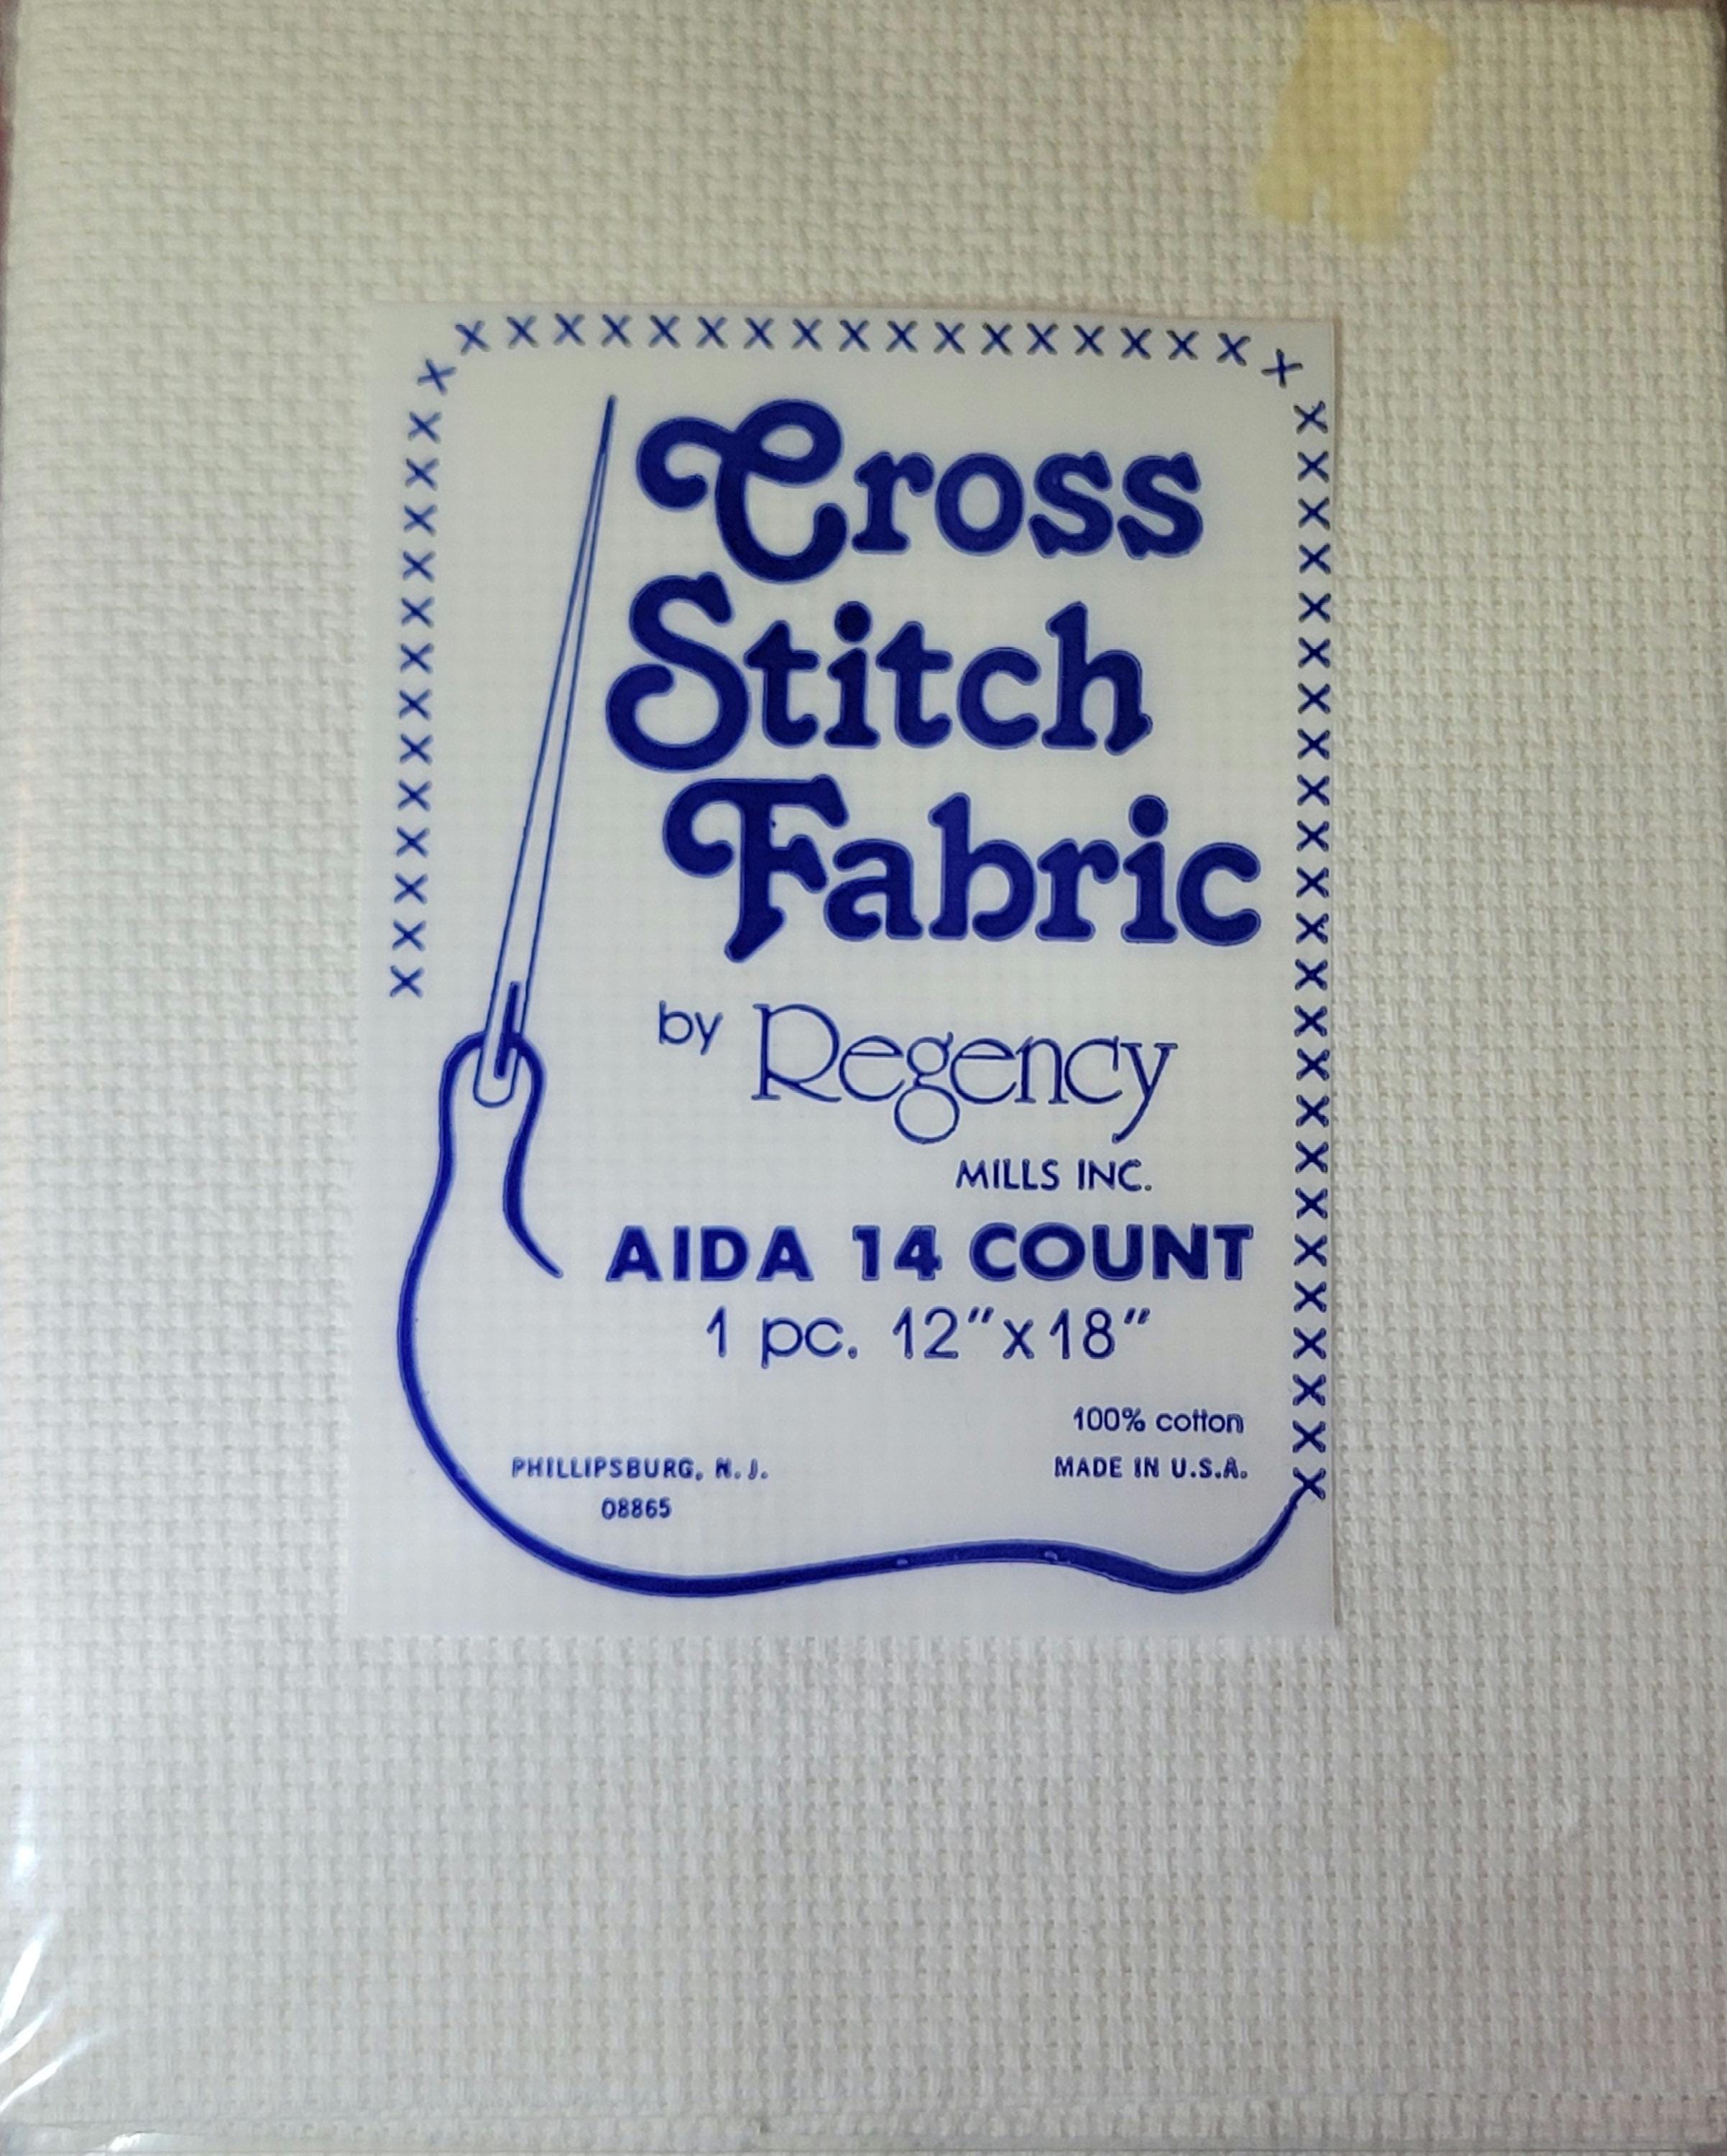 Cross
Stitch
Fabric
by Regency
MILLS INC.
AIDA 14 COUNT
1 pc. 12"x18"
100% cotton
PHILLIPSBURG, N.J. MADE IN U.S.A.
08865